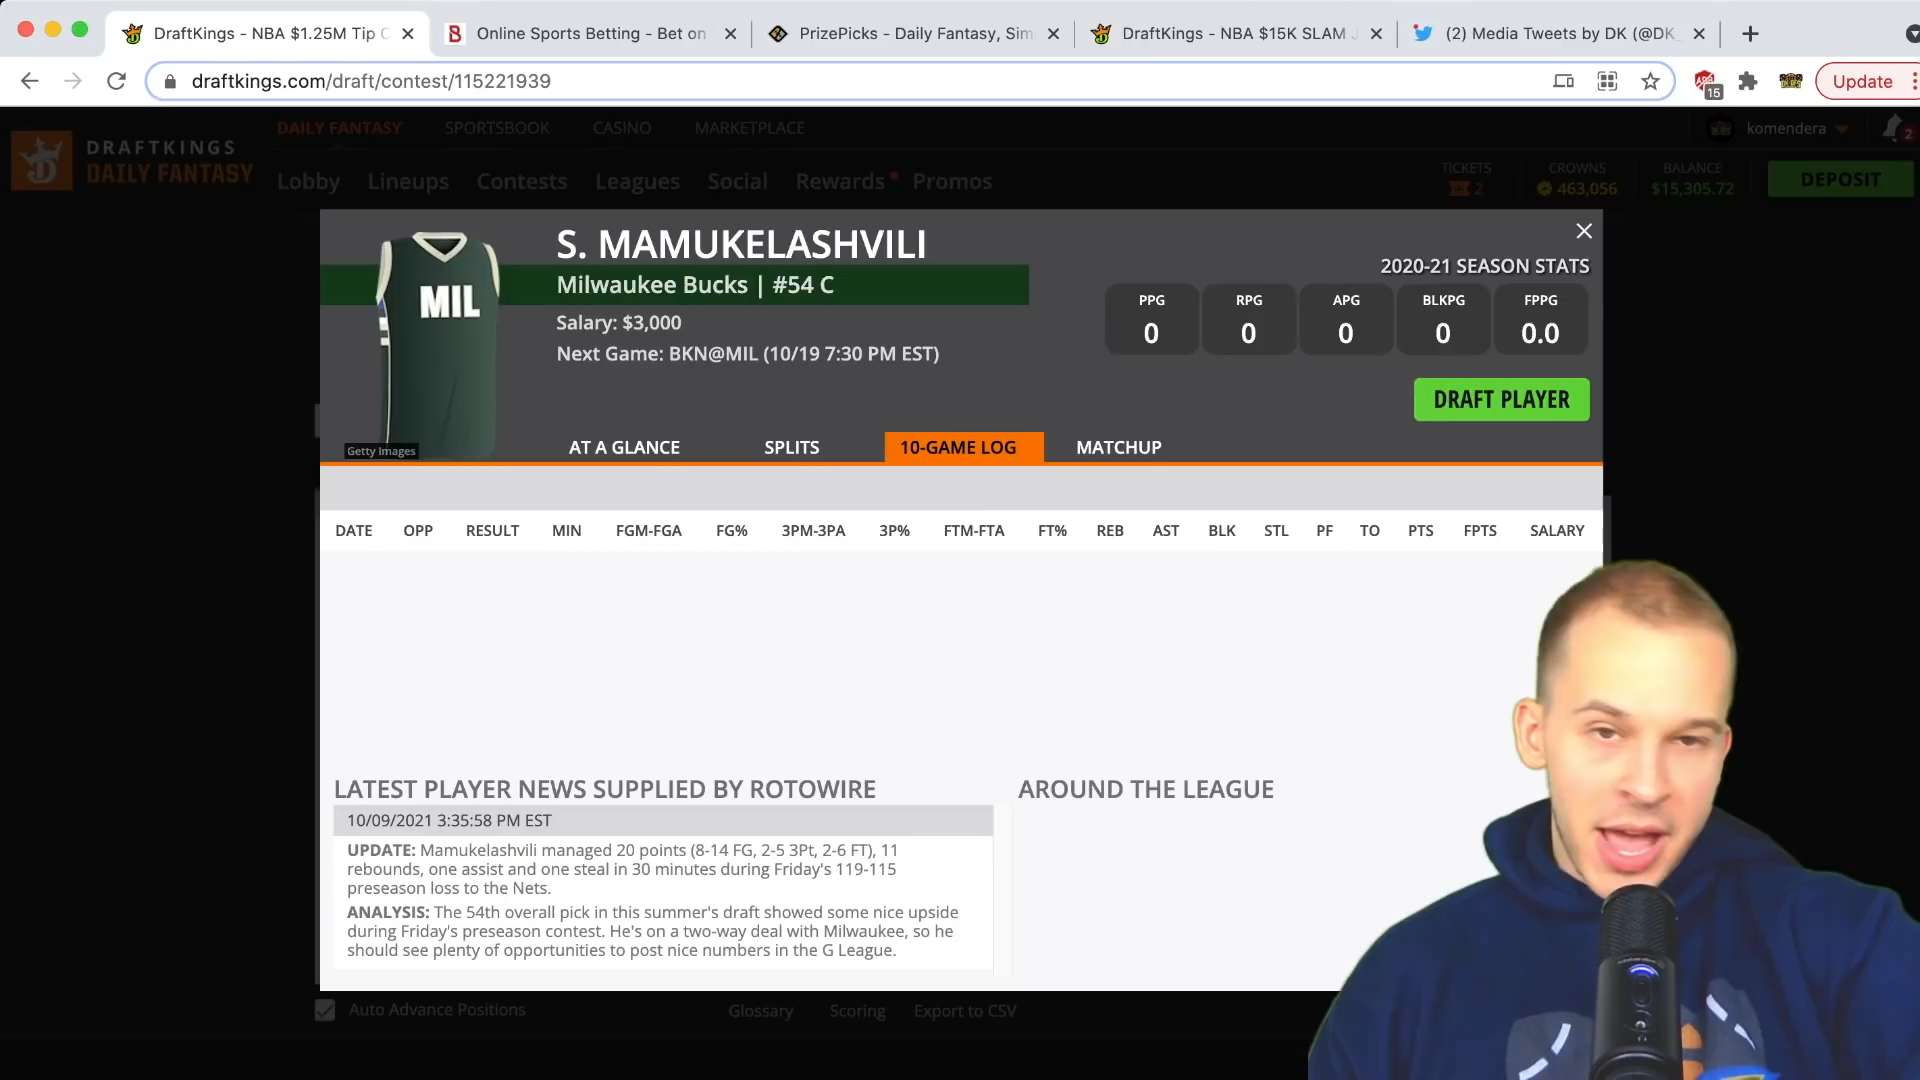 DraftKings - NBA $1.25M Tip O
Online Sports Betting - Bet on
PrizePicks - Daily Fantasy, Sim
DraftKings - NBA $15K SLAM J
(2) Media Tweets by DK (@DK_
draftkings.com/draft/contest/115221939
15
Update
DRAFTKINGS
DAILY FANTASY
DAILY FANTASY
SPORTSBOOK
CASINO
MARKETPLACE
komendera
2
Lobby
Lineups
Contests
Leagues
Social
Rewards
Promos
TICKETS
2
CROWNS
463,056
BALANCE
$15,305.72
DEPOSIT
MIL
Getty Images
S. MAMUKELASHVILI
Milwaukee Bucks | #54 C
Salary: $3,000
Next Game: BKN@MIL (10/19 7:30 PM EST)
2020-21 SEASON STATS
PPG RPG APG BLKPG FPPG
0 0 0 0 0.0
DRAFT PLAYER
AT A GLANCE SPLITS 10-GAME LOG MATCHUP
DATE OPP RESULT MIN FGM-FGA FG% 3PM-3PA 3P% FTM-FTA FT% REB AST BLK STL PF TO PTS FPTS SALARY
LATEST PLAYER NEWS SUPPLIED BY ROTOWIRE
10/09/2021 3:35:58 PM EST
UPDATE: Mamukelashvili managed 20 points (8-14 FG, 2-5 3Pt, 2-6 FT), 11
rebounds, one assist and one steal in 30 minutes during Friday's 119-115
preseason loss to the Nets.
ANALYSIS: The 54th overall pick in this summer's draft showed some nice upside
during Friday's preseason contest. He's on a two-way deal with Milwaukee, so he
should see plenty of opportunities to post nice numbers in the G League.
AROUND THE LEAGUE
Auto Advance Positions
Glossary
Scoring
Export to CSV